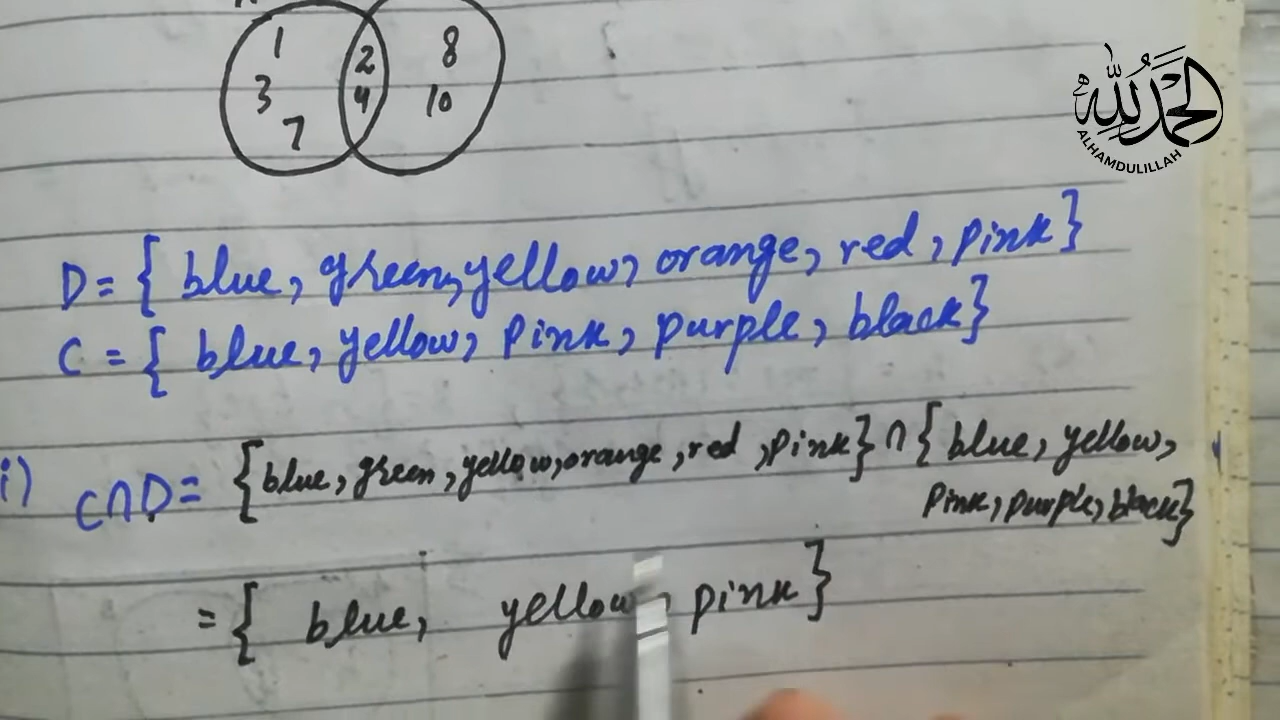 1 2 8
3 4 10
7
الحمد لله
ALHAMDULILLAH
D = { blue, green, yellow, orange, red, pink}
C = { blue, yellow, pink, purple, black}
i) C∩D = {blue, green, yellow, orange, red, pink} ∩ { blue, yellow,
pink, purple, black}
= { blue, yellow, pink}